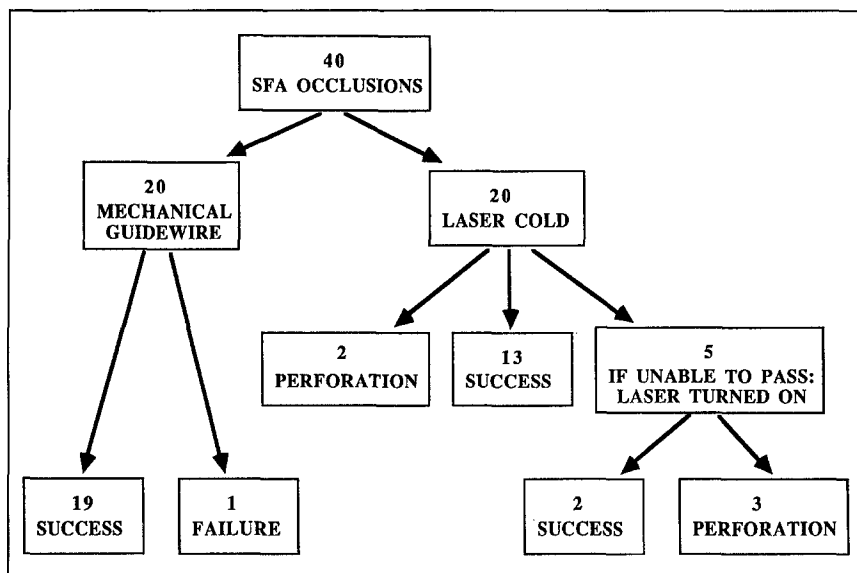 40
SFA OCCLUSIONS
20
MECHANICAL
GUIDEWIRE
20
LASER COLD
2
PERFORATION
13
SUCCESS
5
IF UNABLE TO PASS:
LASER TURNED ON
19
SUCCESS
1
FAILURE
2
SUCCESS
3
PERFORATION